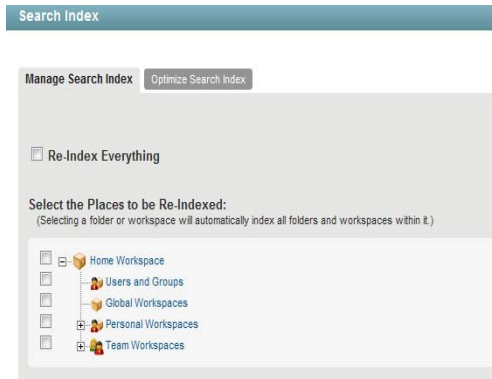 Search Index
Manage Search Index Optimize Search Index
Re-Index Everything
Select the Places to be Re-Indexed:
(Selecting a folder or workspace will automatically index all folders and workspaces within it.)
Home Workspace
Users and Groups
Global Workspaces
Personal Workspaces
Team Workspaces